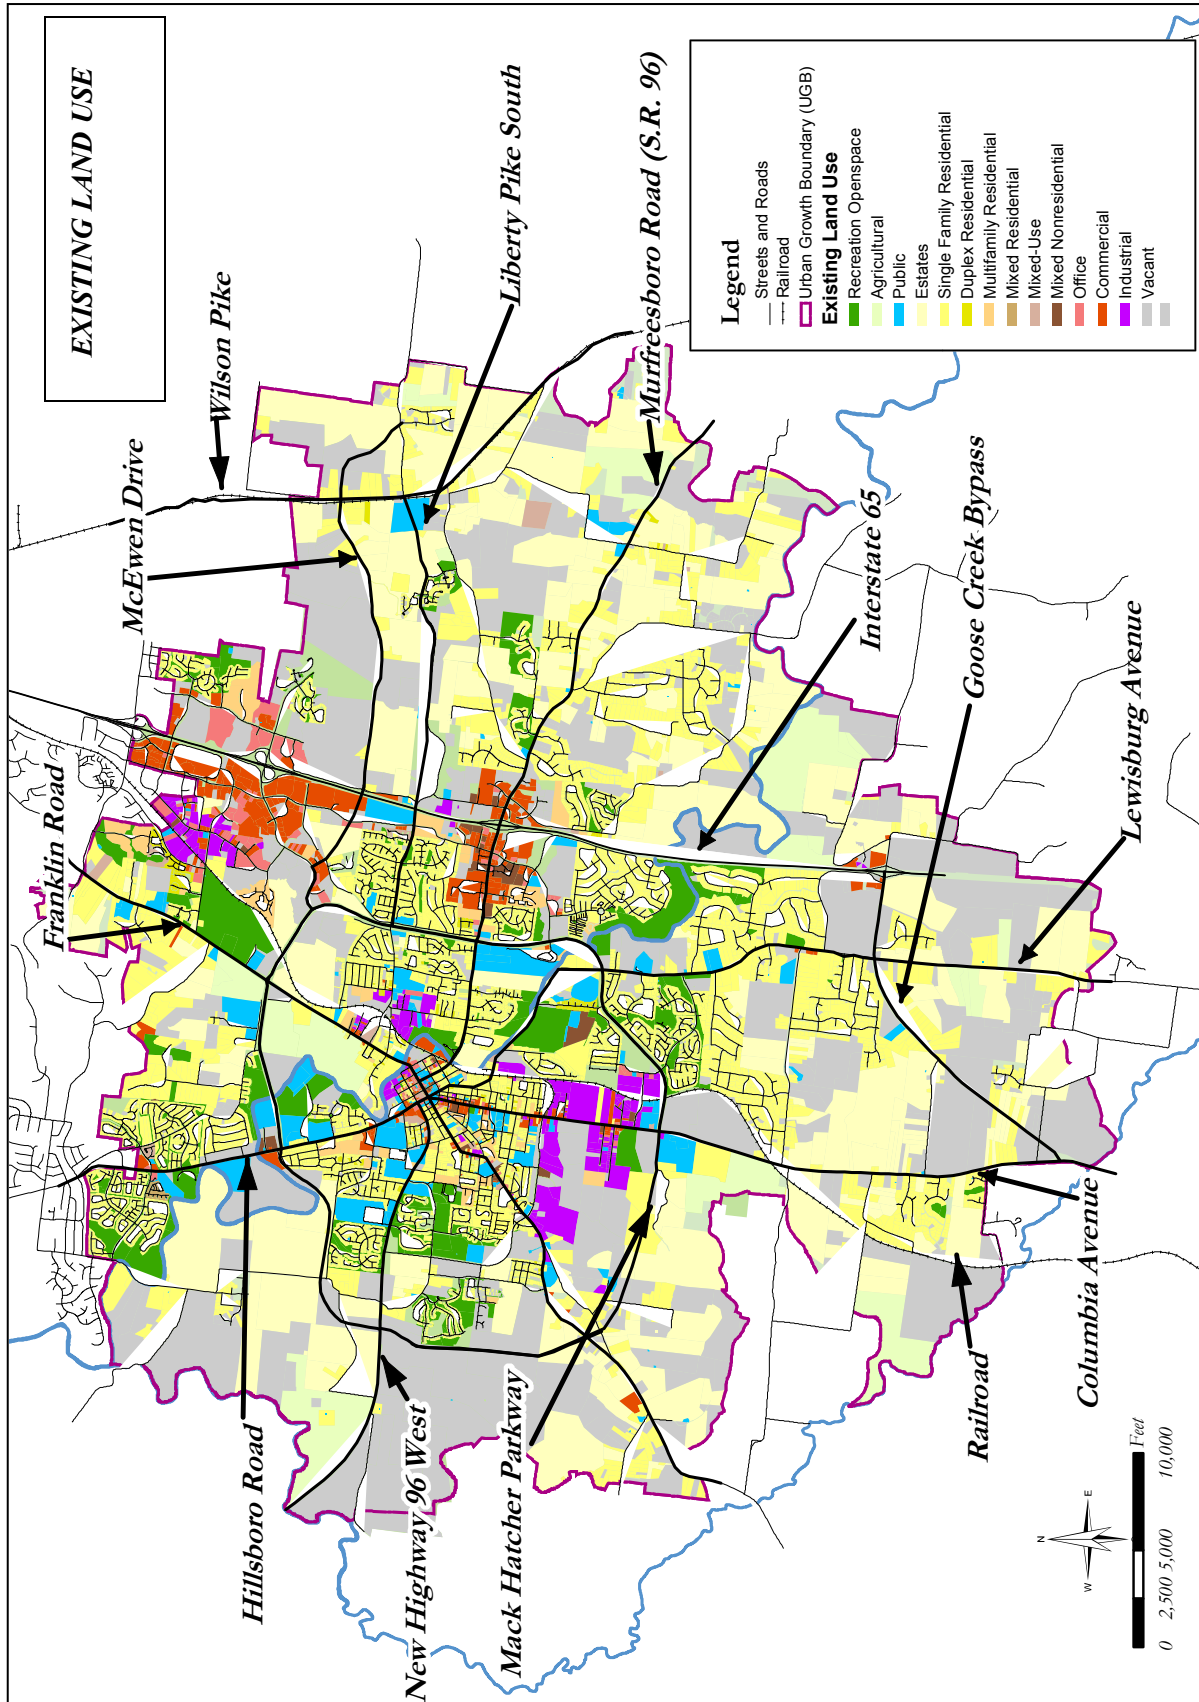 EXISTING LAND USE
Wilson Pike
Liberty Pike South
McEwen Drive
Murfreesboro Road (S.R. 96)
Franklin Road
Interstate 65
Goose Creek Bypass
Lewisburg Avenue
Hillsboro Road
New Highway 96 West
Mack Hatcher Parkway
Railroad
Columbia Avenue
Legend
Streets and Roads
Railroad
Urban Growth Boundary (UGB)
Existing Land Use
Recreation Openspace
Agricultural
Public
Estates
Single Family Residential
Duplex Residential
Multifamily Residential
Mixed Residential
Mixed-Use
Mixed Nonresidential
Office
Commercial
Industrial
Vacant
N
W
E
Feet
0 2,500 5,000 10,000